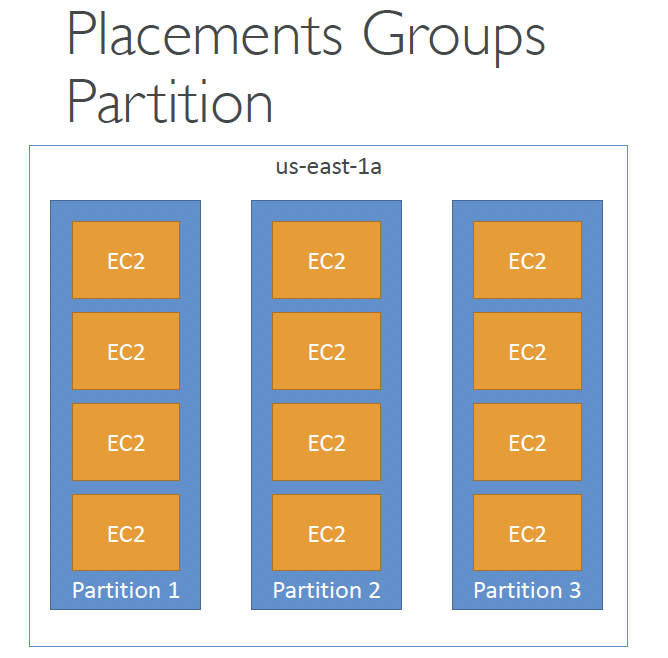 Placements Groups
Partition
us-east-1a
EC2
EC2
EC2
EC2
Partition 1
EC2
EC2
EC2
EC2
Partition 2
EC2
EC2
EC2
EC2
Partition 3